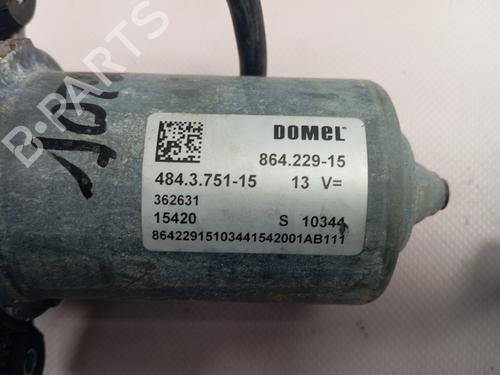 DOMEL
864.229-15
484.3.751-15 13 V=
362631
15420 S 10344
86422915103441542001AB111
B-PARTS